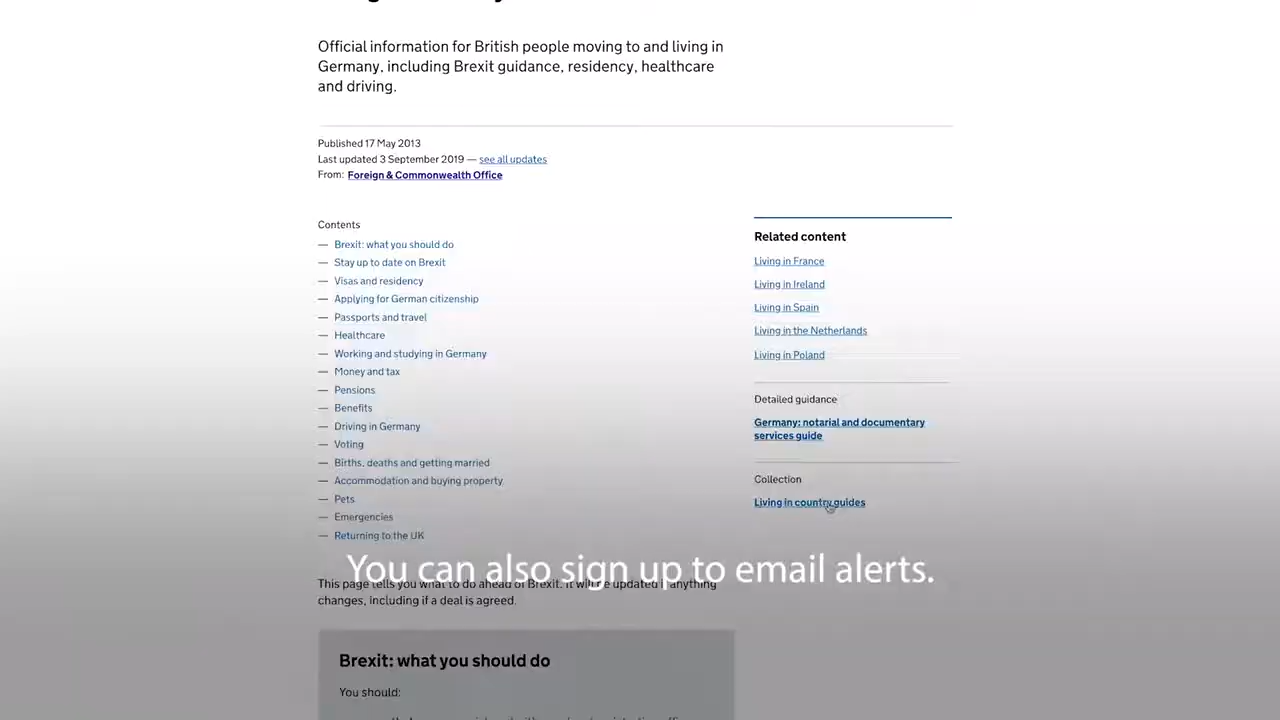 Official information for British people moving to and living in
Germany, including Brexit guidance, residency, healthcare
and driving.
Published 17 May 2013
Last updated 3 September 2019 — see all updates
From: Foreign & Commonwealth Office
Contents
— Brexit: what you should do
— Stay up to date on Brexit
— Visas and residency
— Applying for German citizenship
— Passports and travel
— Healthcare
— Working and studying in Germany
— Money and tax
— Pensions
— Benefits
— Driving in Germany
— Voting
— Births, deaths and getting married
— Accommodation and buying property
— Pets
— Emergencies
— Returning to the UK
Related content
Living in France
Living in Ireland
Living in Spain
Living in the Netherlands
Living in Poland
Detailed guidance
Germany: notarial and documentary
services guide
Collection
Living in country guides
You can also sign up to email alerts.
This page tells you what to do ahead of Brexit. It will be updated if anything
changes, including if a deal is agreed.
Brexit: what you should do
You should: